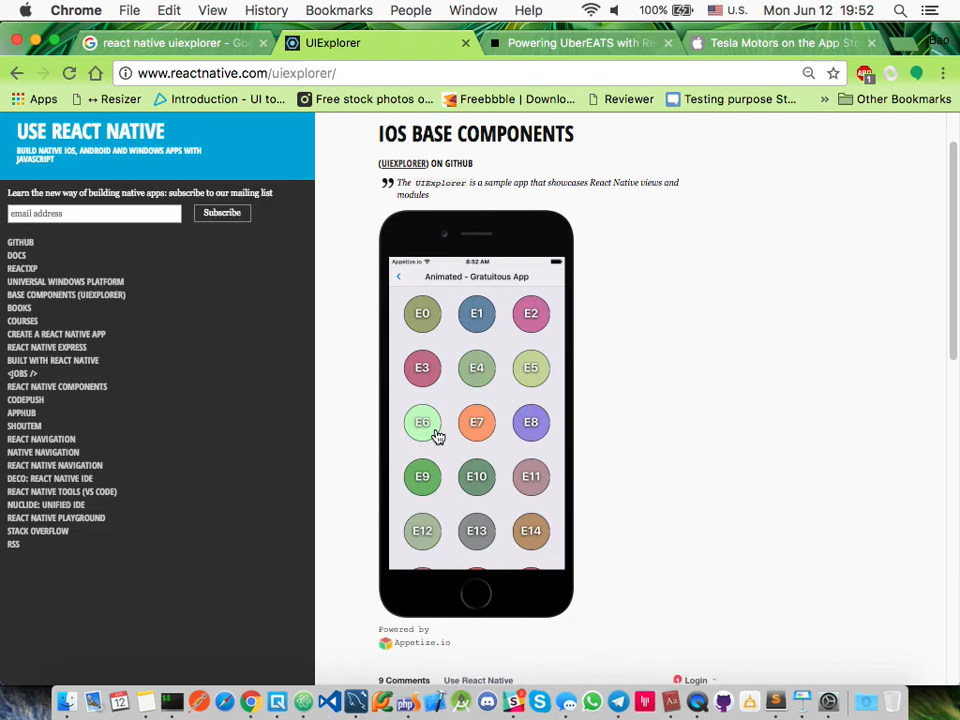 Chrome File Edit View History Bookmarks People Window Help 100% U.S. Mon Jun 12 19:52
react native uiexplorer - Go
UIExplorer
Powering UberEATS with Re
Tesla Motors on the App Sto
Bao
www.reactnative.com/uiexplorer/
Apps
↔ Resizer
Introduction - UI to...
Free stock photos o...
Freebbble | Downlo...
Reviewer
Testing purpose St...
»
Other Bookmarks
USE REACT NATIVE
BUILD NATIVE IOS, ANDROID AND WINDOWS APPS WITH
JAVASCRIPT
Learn the new way of building native apps: subscribe to our mailing list
email address
Subscribe
GITHUB
DOCS
REACTXP
UNIVERSAL WINDOWS PLATFORM
BASE COMPONENTS (UIEXPLORER)
BOOKS
COURSES
CREATE A REACT NATIVE APP
REACT NATIVE EXPRESS
BUILT WITH REACT NATIVE
<JOBS />
REACT NATIVE COMPONENTS
CODEPUSH
APPHUB
SHOUTEM
REACT NAVIGATION
NATIVE NAVIGATION
REACT NATIVE NAVIGATION
DECO: REACT NATIVE IDE
REACT NATIVE TOOLS (VS CODE)
NUCLIDE: UNIFIED IDE
REACT NATIVE PLAYGROUND
STACK OVERFLOW
RSS
IOS BASE COMPONENTS
(UIEXPLORER) ON GITHUB
The UIExplorer is a sample app that showcases React Native views and
modules
Appetize.io 8:52 AM
Animated - Gratuitous App
E0 E1 E2
E3 E4 E5
E6 E7 E8
E9 E10 E11
E12 E13 E14
Powered by
Appetize.io
9 Comments Use React Native Login